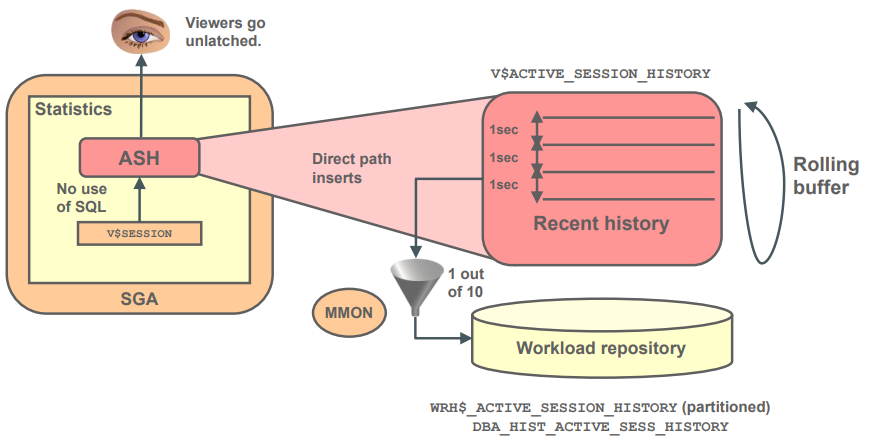 Viewers go
unlatched.
V$ACTIVE_SESSION_HISTORY
Statistics
ASH
No use
of SQL
V$SESSION
SGA
Direct path
inserts
1sec
1sec
1sec
Recent history
Rolling
buffer
1 out
of 10
MMON
Workload repository
WRH$_ACTIVE_SESSION_HISTORY (partitioned)
DBA_HIST_ACTIVE_SESS_HISTORY